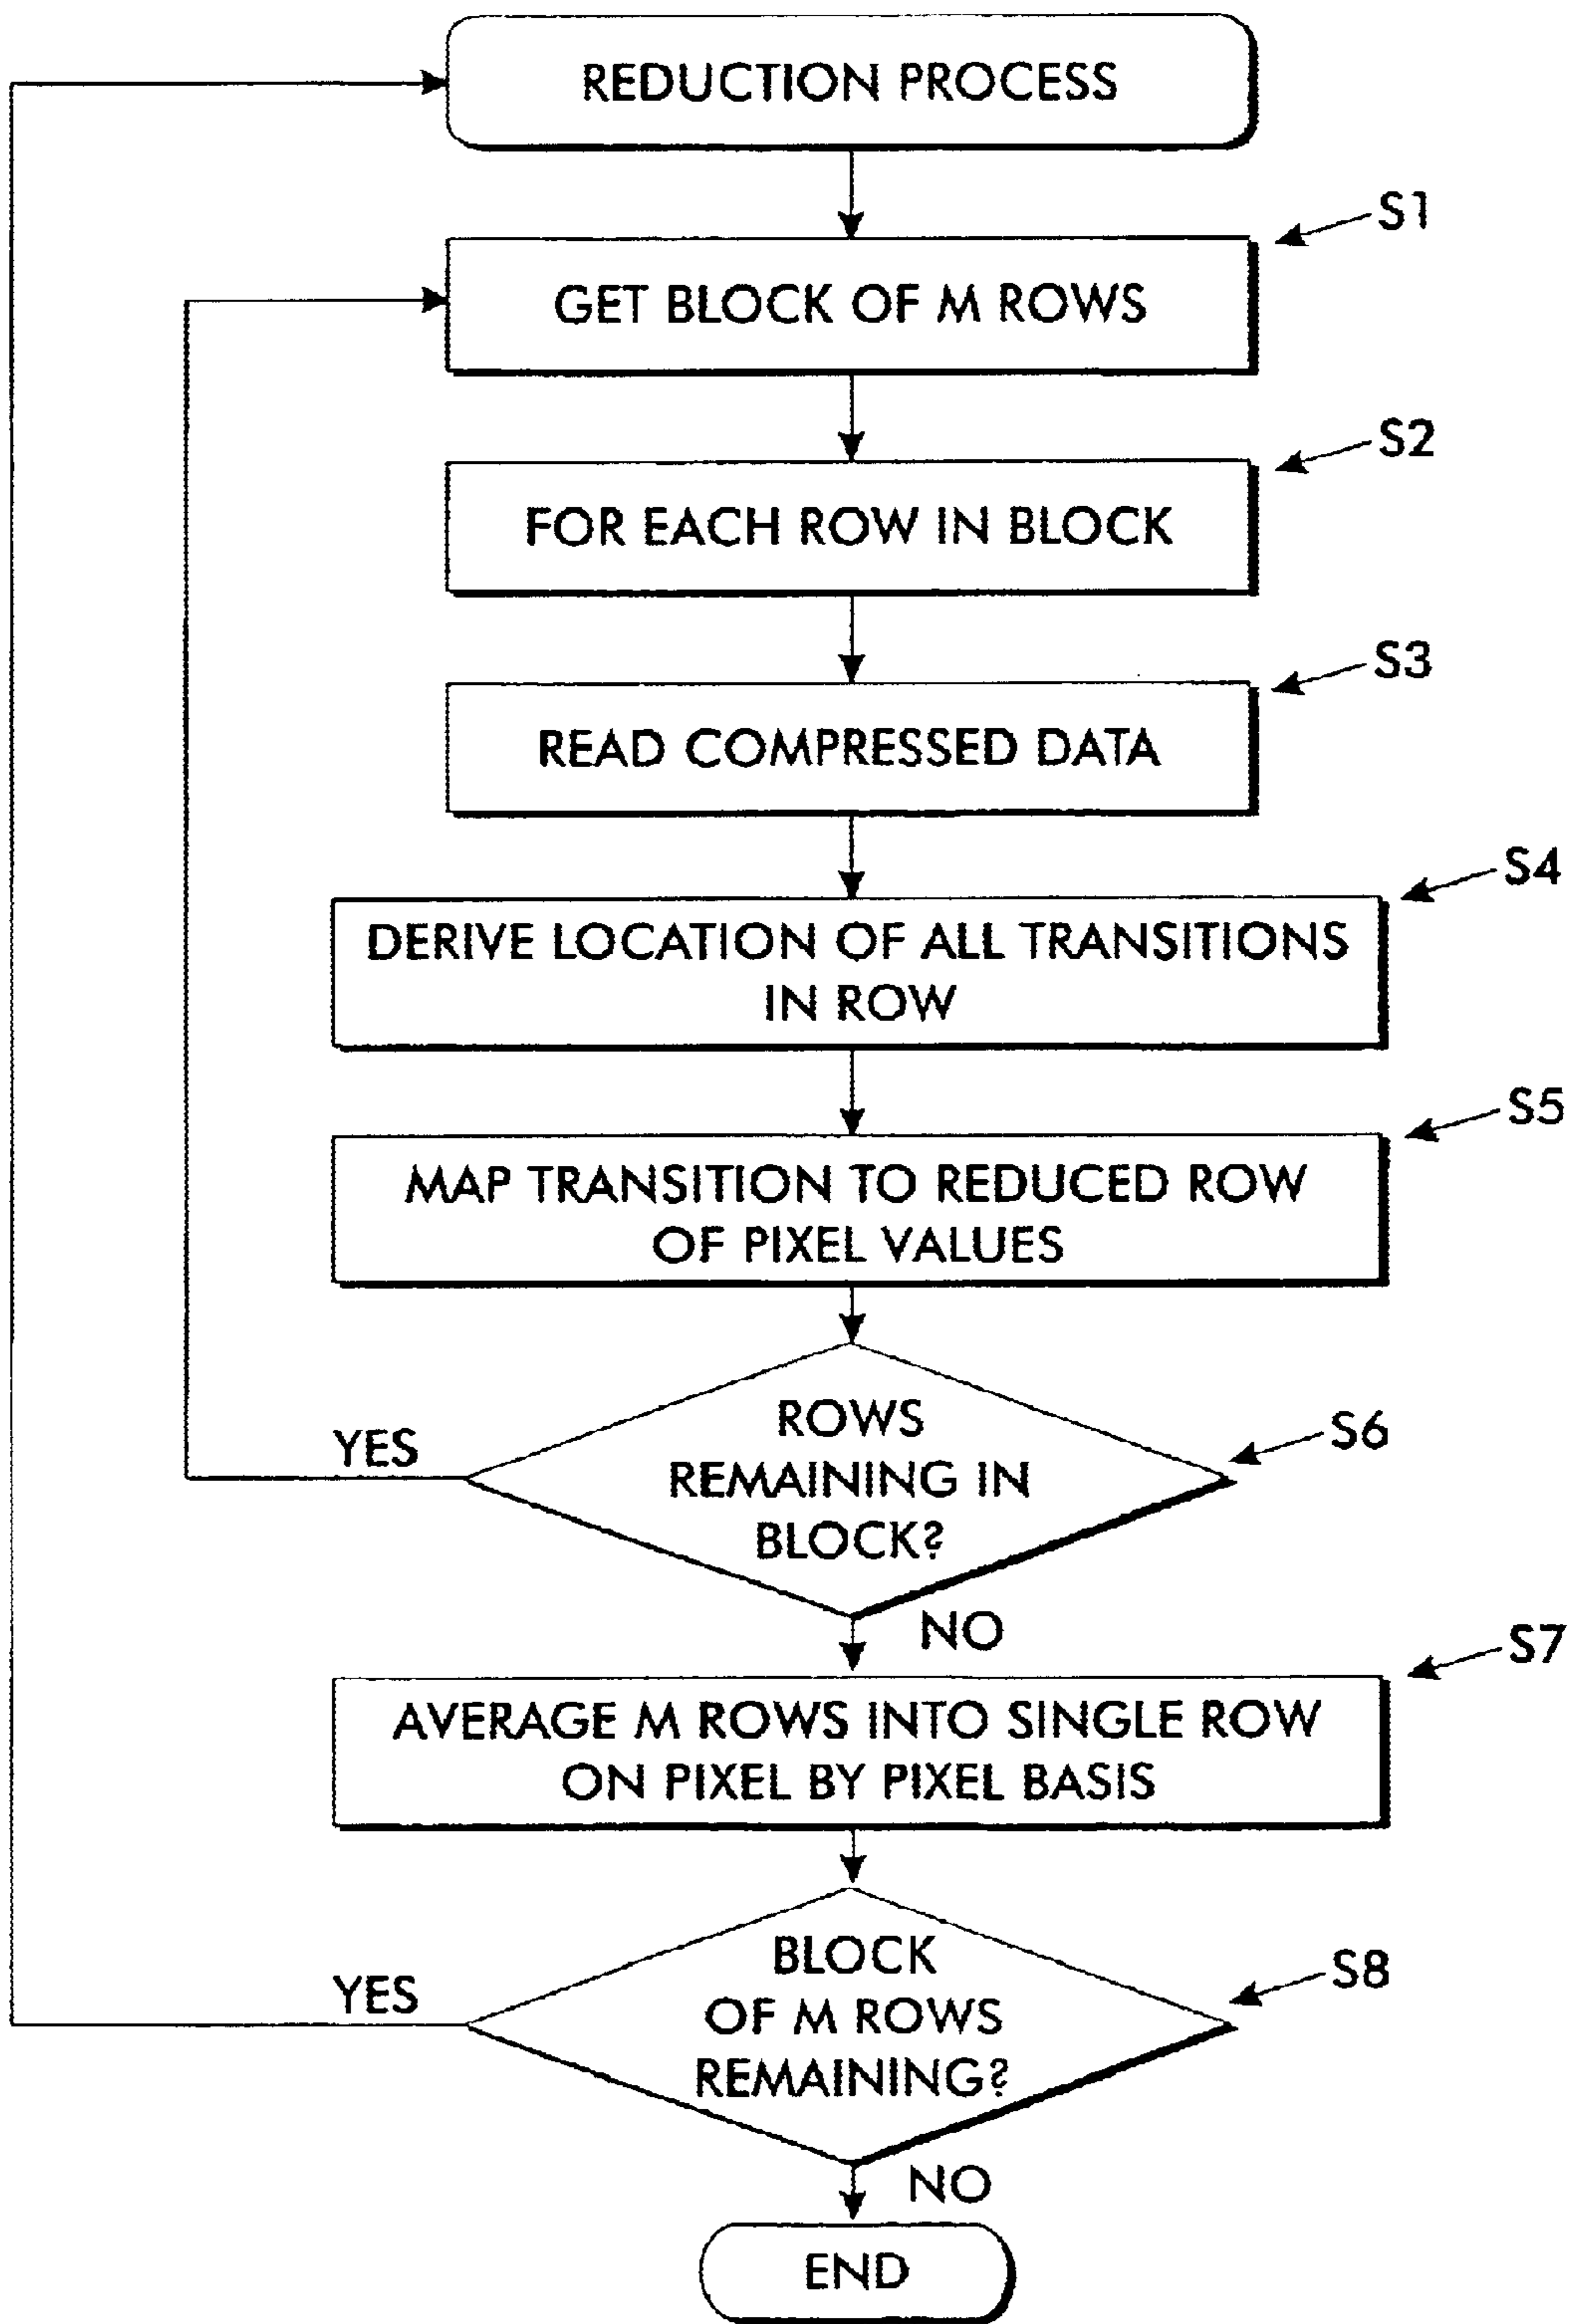 REDUCTION PROCESS
S1
GET BLOCK OF M ROWS
S2
FOR EACH ROW IN BLOCK
S3
READ COMPRESSED DATA
S4
DERIVE LOCATION OF ALL TRANSITIONS
IN ROW
S5
MAP TRANSITION TO REDUCED ROW
OF PIXEL VALUES
S6
ROWS
REMAINING IN
BLOCK?
YES
NO
S7
AVERAGE M ROWS INTO SINGLE ROW
ON PIXEL BY PIXEL BASIS
S8
BLOCK
OF M ROWS
REMAINING?
YES
NO
END